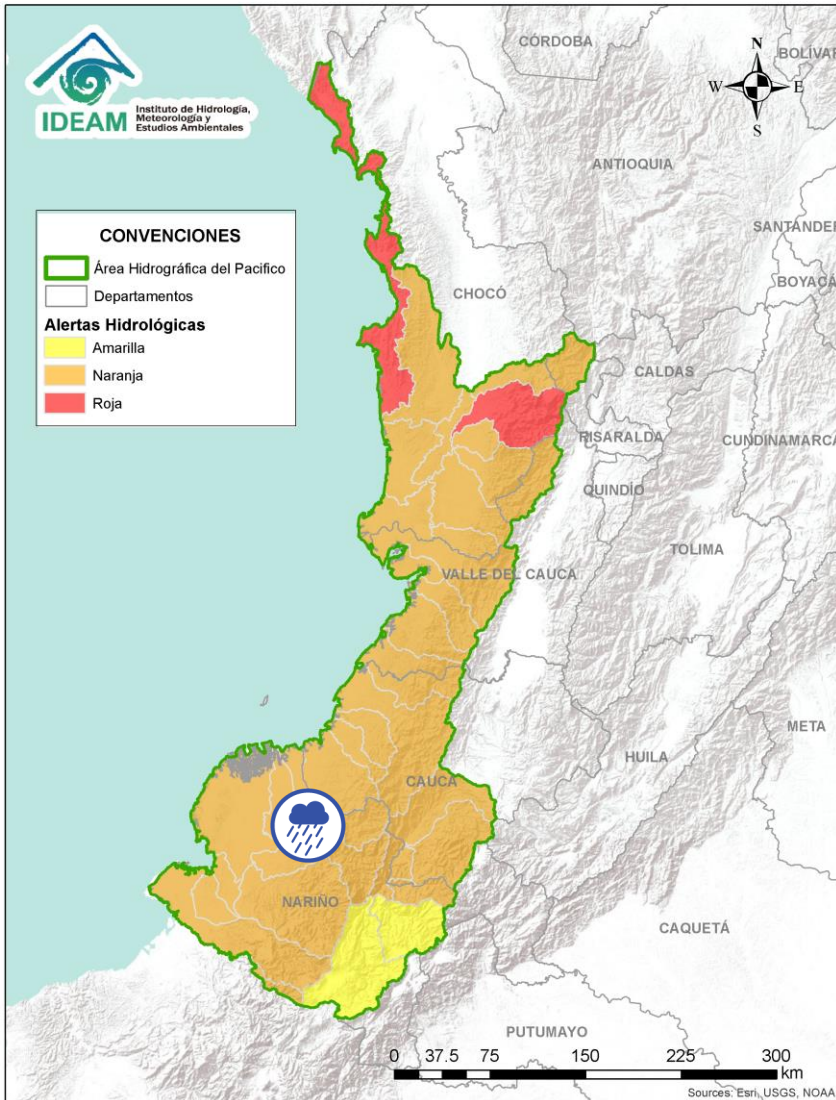 IDEAM
Instituto de Hidrología,
Meteorología y
Estudios Ambientales
CÓRDOBA
BOLÍVAR
N
W
E
S
ANTIOQUIA
SANTANDER
BOYACÁ
CONVENCIONES
Área Hidrográfica del Pacifico
Departamentos
Alertas Hidrológicas
Amarilla
Naranja
Roja
CHOCÓ
CALDAS
RISARALDA
CUNDINAMARCA
QUINDÍO
TOLIMA
VALLE DEL CAUCA
META
HUILA
CAUCA
NARIÑO
CAQUETÁ
PUTUMAYO
0 37.5 75 150 225 300
km
Sources: Esri, USGS, NOAA